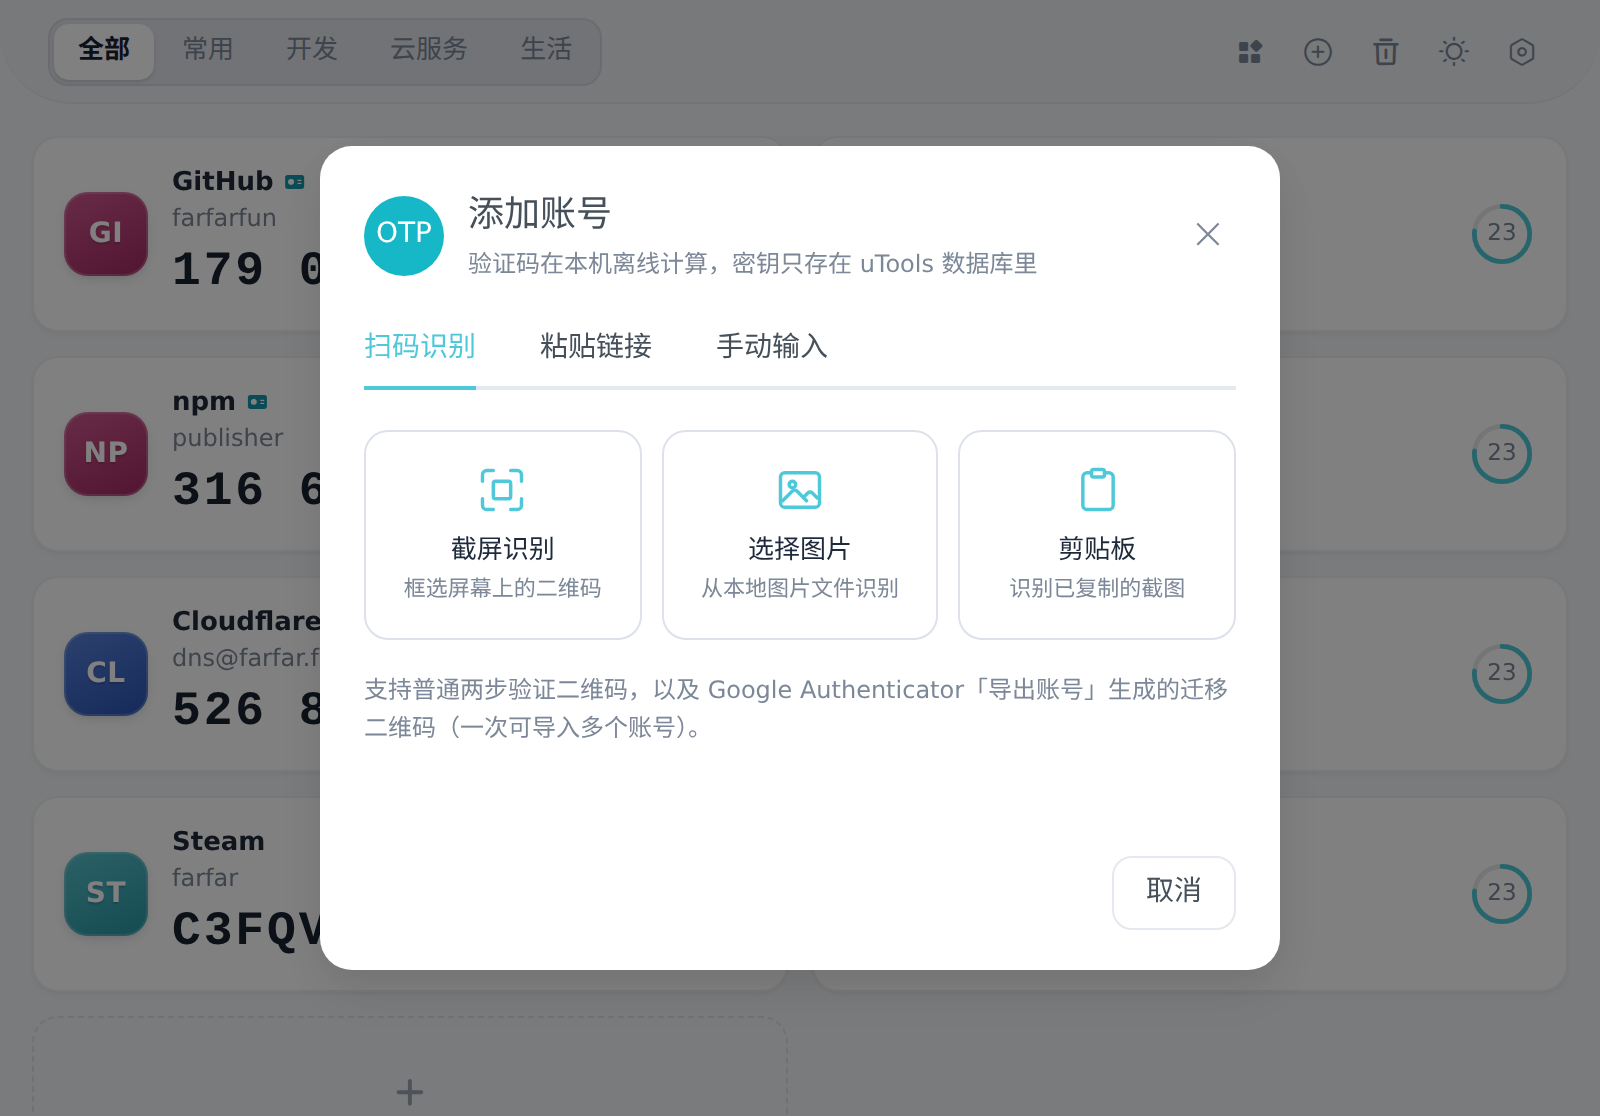 全部 常用 开发 云服务 生活
GI
GitHub
farfarfun
179 0
23
NP
npm
publisher
316 6
23
CL
Cloudflare
dns@farfar.f
526 8
23
ST
Steam
farfar
C3FQV
23
OTP
添加账号
验证码在本机离线计算，密钥只存在 uTools 数据库里
扫码识别 粘贴链接 手动输入
截屏识别
框选屏幕上的二维码
选择图片
从本地图片文件识别
剪贴板
识别已复制的截图
支持普通两步验证二维码，以及 Google Authenticator「导出账号」生成的迁移
二维码（一次可导入多个账号）。
取消